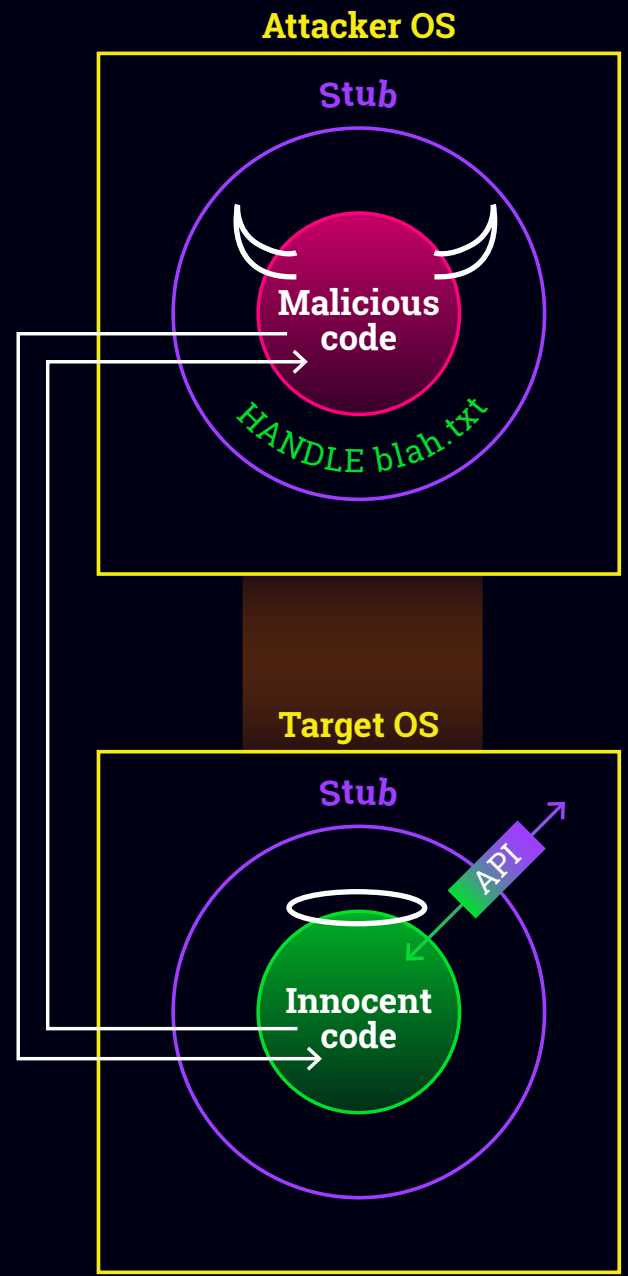 Attacker OS
Stub
Malicious
code
HANDLE blah.txt
Target OS
Stub
API
Innocent
code